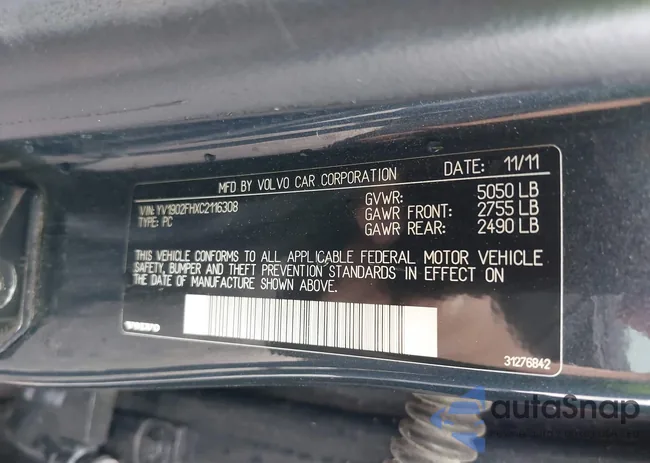 MFD BY VOLVO CAR CORPORATION DATE: 11/11
VIN: YV1902FHXC2116308
TYPE: PC
GVWR: 5050 LB
GAWR FRONT: 2755 LB
GAWR REAR: 2490 LB
THIS VEHICLE CONFORMS TO ALL APPLICABLE FEDERAL MOTOR VEHICLE
SAFETY, BUMPER AND THEFT PREVENTION STANDARDS IN EFFECT ON
THE DATE OF MANUFACTURE SHOWN ABOVE.
VOLVO
31276842
autoSnap